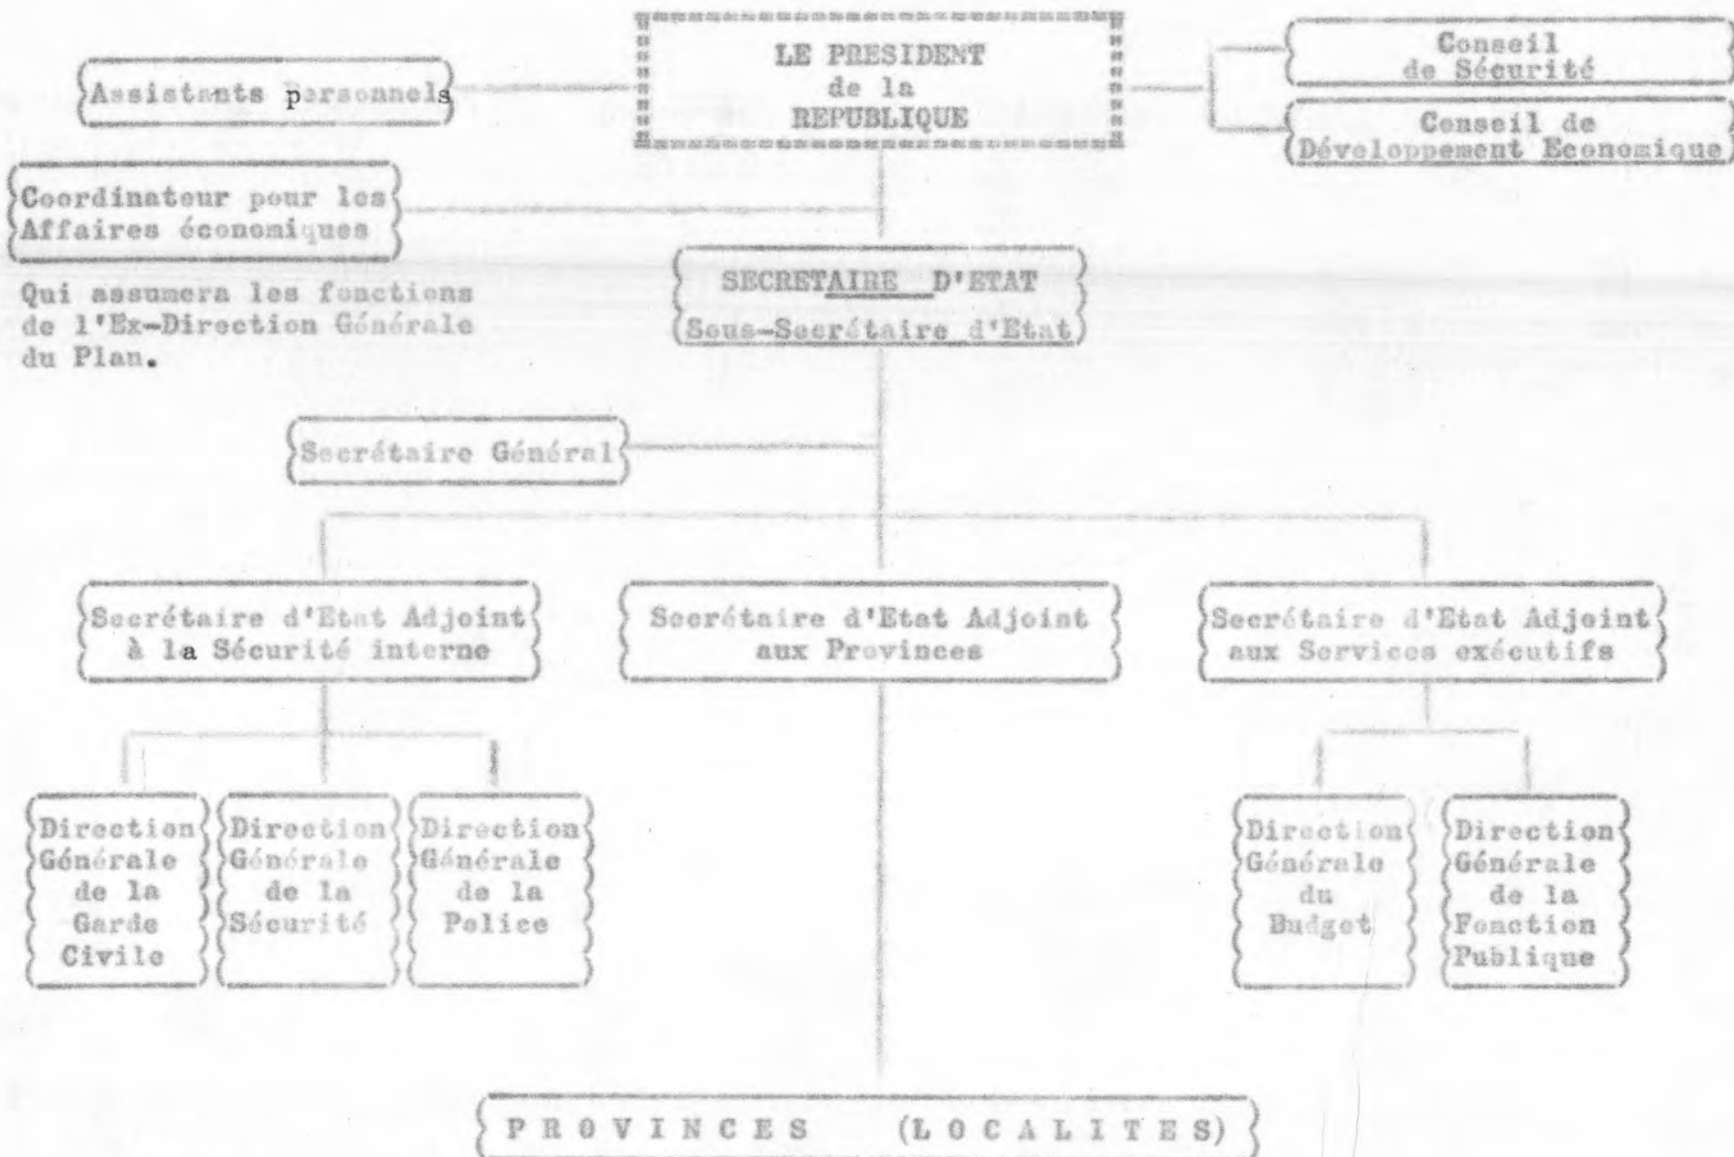 LE PRESIDENT
de la
REPUBLIQUE
Assistants personnels
Conseil
de Sécurité
Conseil de
Développement Economique
Coordinateur pour les
Affaires économiques
Qui assumera les fonctions
de l'Ex-Direction Générale
du Plan.
SECRETAIRE D'ETAT
(Sous-Secrétaire d'Etat)
Secrétaire Général
Secrétaire d'Etat Adjoint
à la Sécurité interne
Secrétaire d'Etat Adjoint
aux Provinces
Secrétaire d'Etat Adjoint
aux Services exécutifs
Direction
Générale
de la
Garde
Civile
Direction
Générale
de la
Sécurité
Direction
Générale
de la
Police
Direction
Générale
du
Budget
Direction
Générale
de la
Fonction
Publique
P R O V I N C E S (L O C A L I T E S)